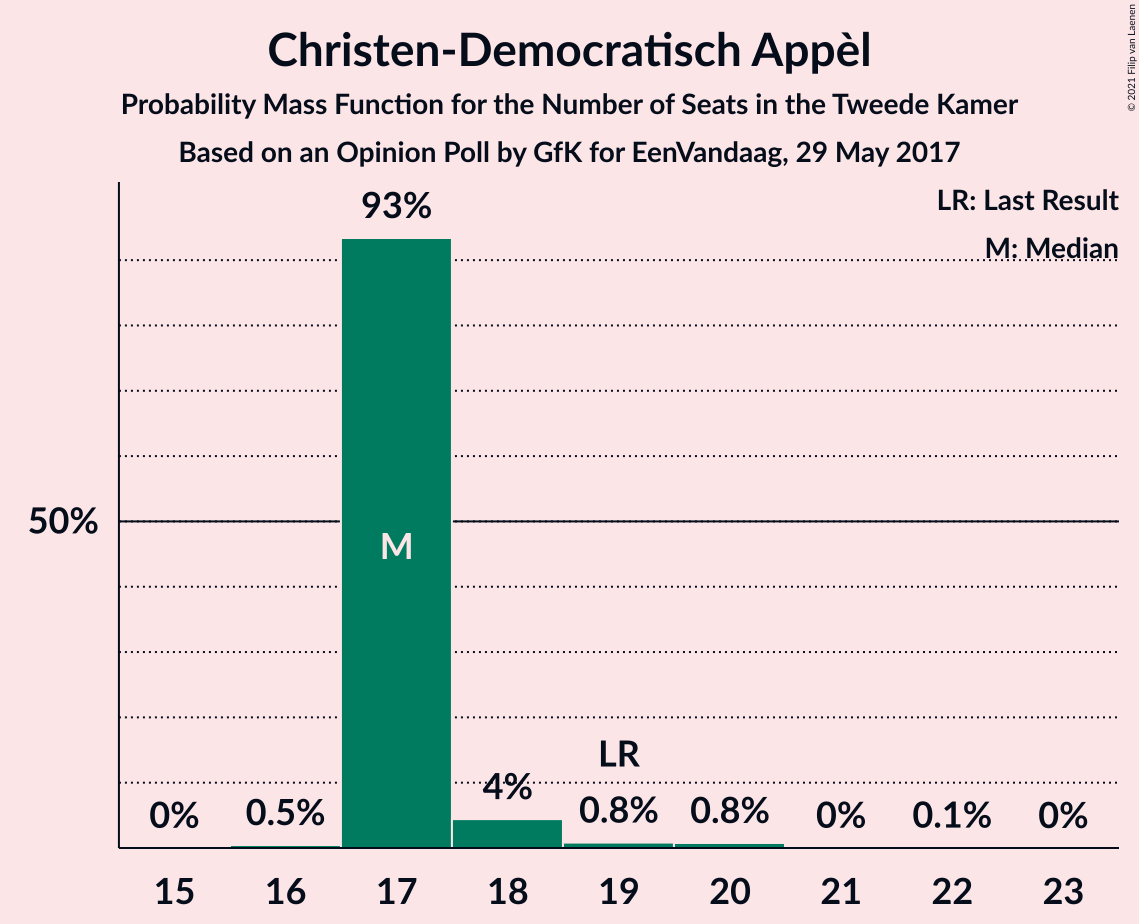 Christen-Democratisch Appèl
Probability Mass Function for the Number of Seats in the Tweede Kamer
Based on an Opinion Poll by GfK for EenVandaag, 29 May 2017
© 2021 Filip van Laenen
LR: Last Result
M: Median
93%
50%
M
LR
4%
0% 0.5% 0.8% 0.8% 0% 0.1% 0%
15 16 17 18 19 20 21 22 23